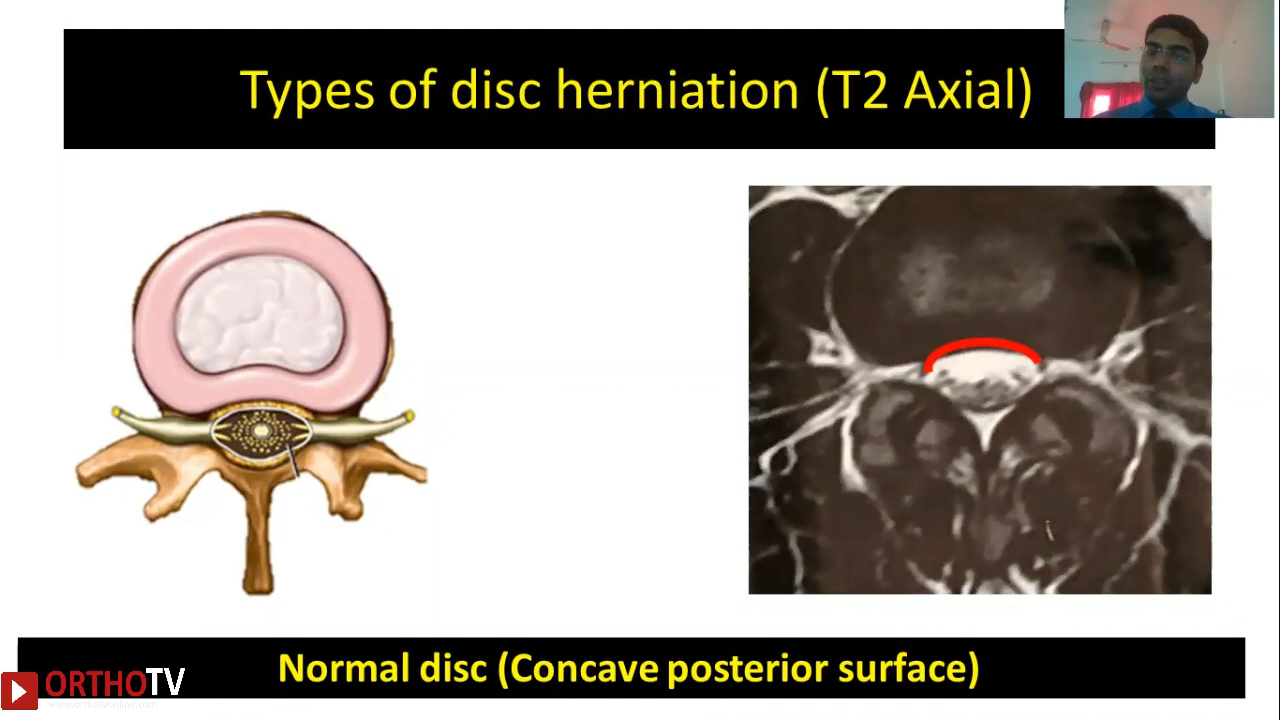 Types of disc herniation (T2 Axial)
Normal disc (Concave posterior surface)
ORTHOTV
www.orthotvonline.com